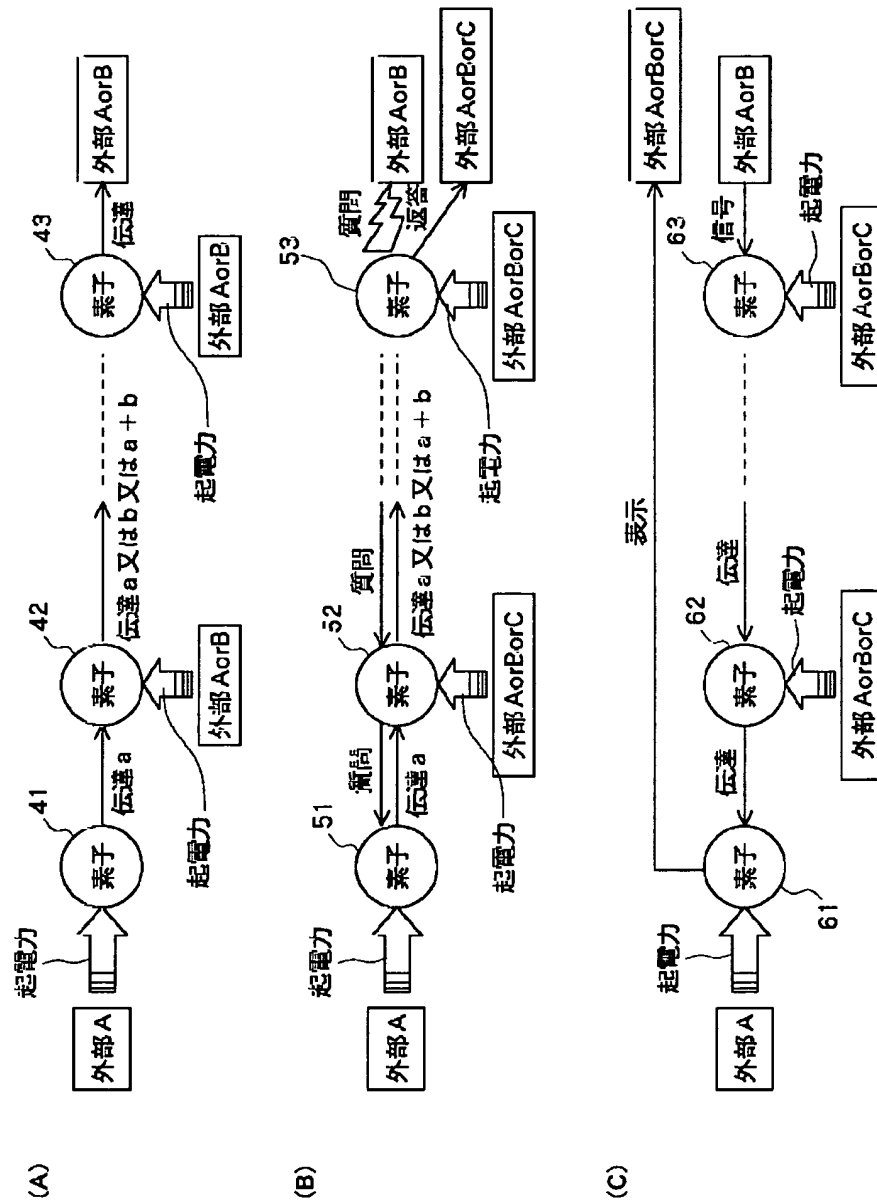 (A)
外部A
起電力
41
素子
伝達a
42
素子
起電力
外部AorB
伝達a又はb又はa+b
43
素子
起電力
外部AorB
伝達
外部AorB
(B)
外部A
起電力
51
素子
質問
伝達a
52
素子
起電力
外部AorBorC
質問
伝達a又はb又はa+b
53
素子
起電力
外部AorBorC
質問
返答
外部AorB
外部AorBorC
(C)
外部A
起電力
素子
61
伝達
62
素子
起電力
外部AorBorC
伝達
表示
63
素子
起電力
外部AorBorC
信号
外部AorB
外部AorBorC